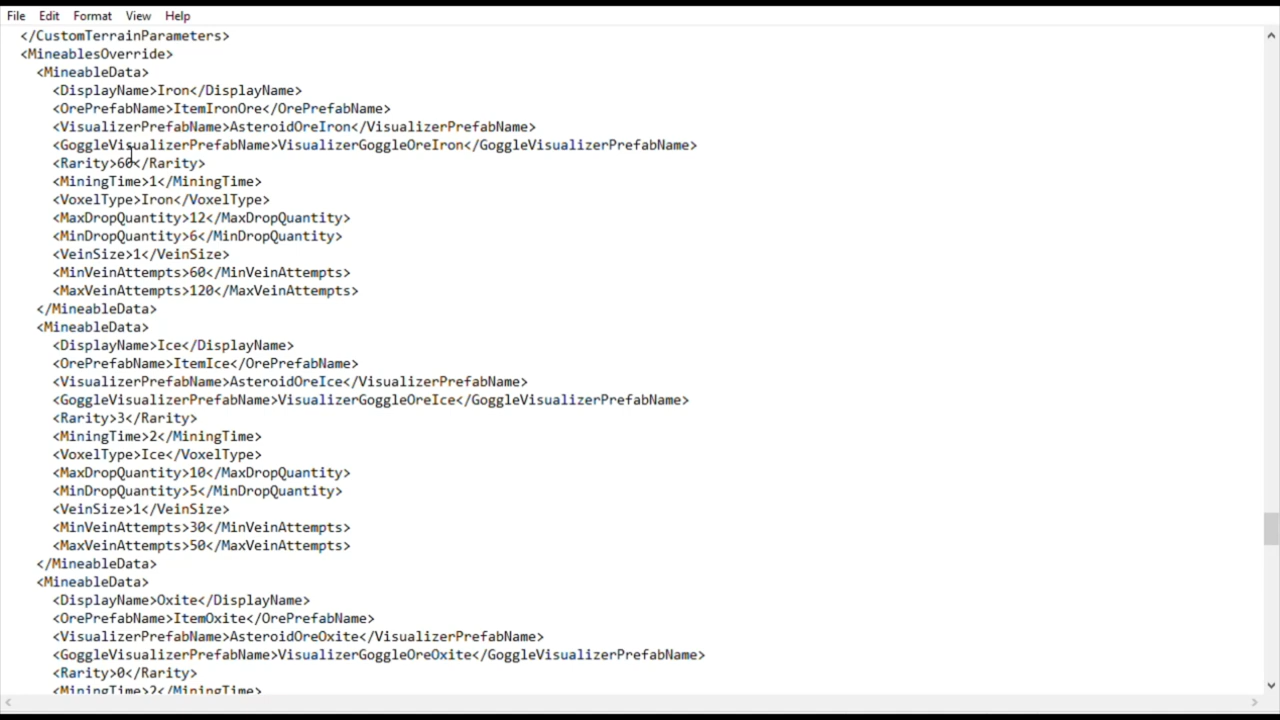 File Edit Format View Help
</CustomTerrainParameters>
<MineablesOverride>
<MineableData>
<DisplayName>Iron</DisplayName>
<OrePrefabName>ItemIronOre</OrePrefabName>
<VisualizerPrefabName>AsteroidOreIron</VisualizerPrefabName>
<GoggleVisualizerPrefabName>VisualizerGoggleOreIron</GoggleVisualizerPrefabName>
<Rarity>60</Rarity>
<MiningTime>1</MiningTime>
<VoxelType>Iron</VoxelType>
<MaxDropQuantity>12</MaxDropQuantity>
<MinDropQuantity>6</MinDropQuantity>
<VeinSize>1</VeinSize>
<MinVeinAttempts>60</MinVeinAttempts>
<MaxVeinAttempts>120</MaxVeinAttempts>
</MineableData>
<MineableData>
<DisplayName>Ice</DisplayName>
<OrePrefabName>ItemIce</OrePrefabName>
<VisualizerPrefabName>AsteroidOreIce</VisualizerPrefabName>
<GoggleVisualizerPrefabName>VisualizerGoggleOreIce</GoggleVisualizerPrefabName>
<Rarity>3</Rarity>
<MiningTime>2</MiningTime>
<VoxelType>Ice</VoxelType>
<MaxDropQuantity>10</MaxDropQuantity>
<MinDropQuantity>5</MinDropQuantity>
<VeinSize>1</VeinSize>
<MinVeinAttempts>30</MinVeinAttempts>
<MaxVeinAttempts>50</MaxVeinAttempts>
</MineableData>
<MineableData>
<DisplayName>Oxite</DisplayName>
<OrePrefabName>ItemOxite</OrePrefabName>
<VisualizerPrefabName>AsteroidOreOxite</VisualizerPrefabName>
<GoggleVisualizerPrefabName>VisualizerGoggleOreOxite</GoggleVisualizerPrefabName>
<Rarity>0</Rarity>
<MiningTime>2</MiningTime>